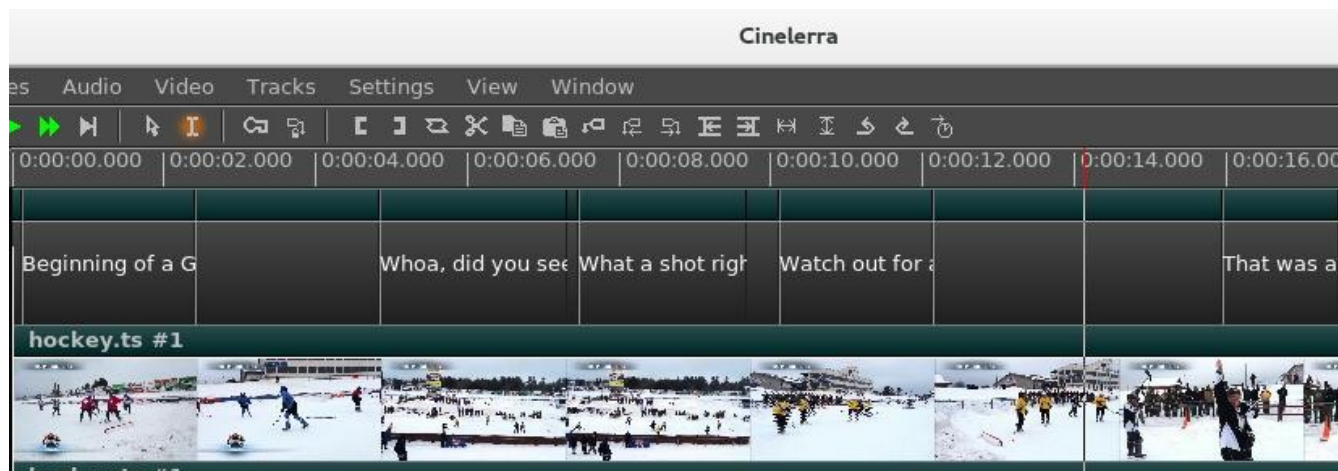 Cinelerra
es Audio Video Tracks Settings View Window
0:00:00.000 0:00:02.000 0:00:04.000 0:00:06.000 0:00:08.000 0:00:10.000 0:00:12.000 0:00:14.000 0:00:16.00
Beginning of a G Whoa, did you see What a shot righ Watch out for a That was a
hockey.ts #1